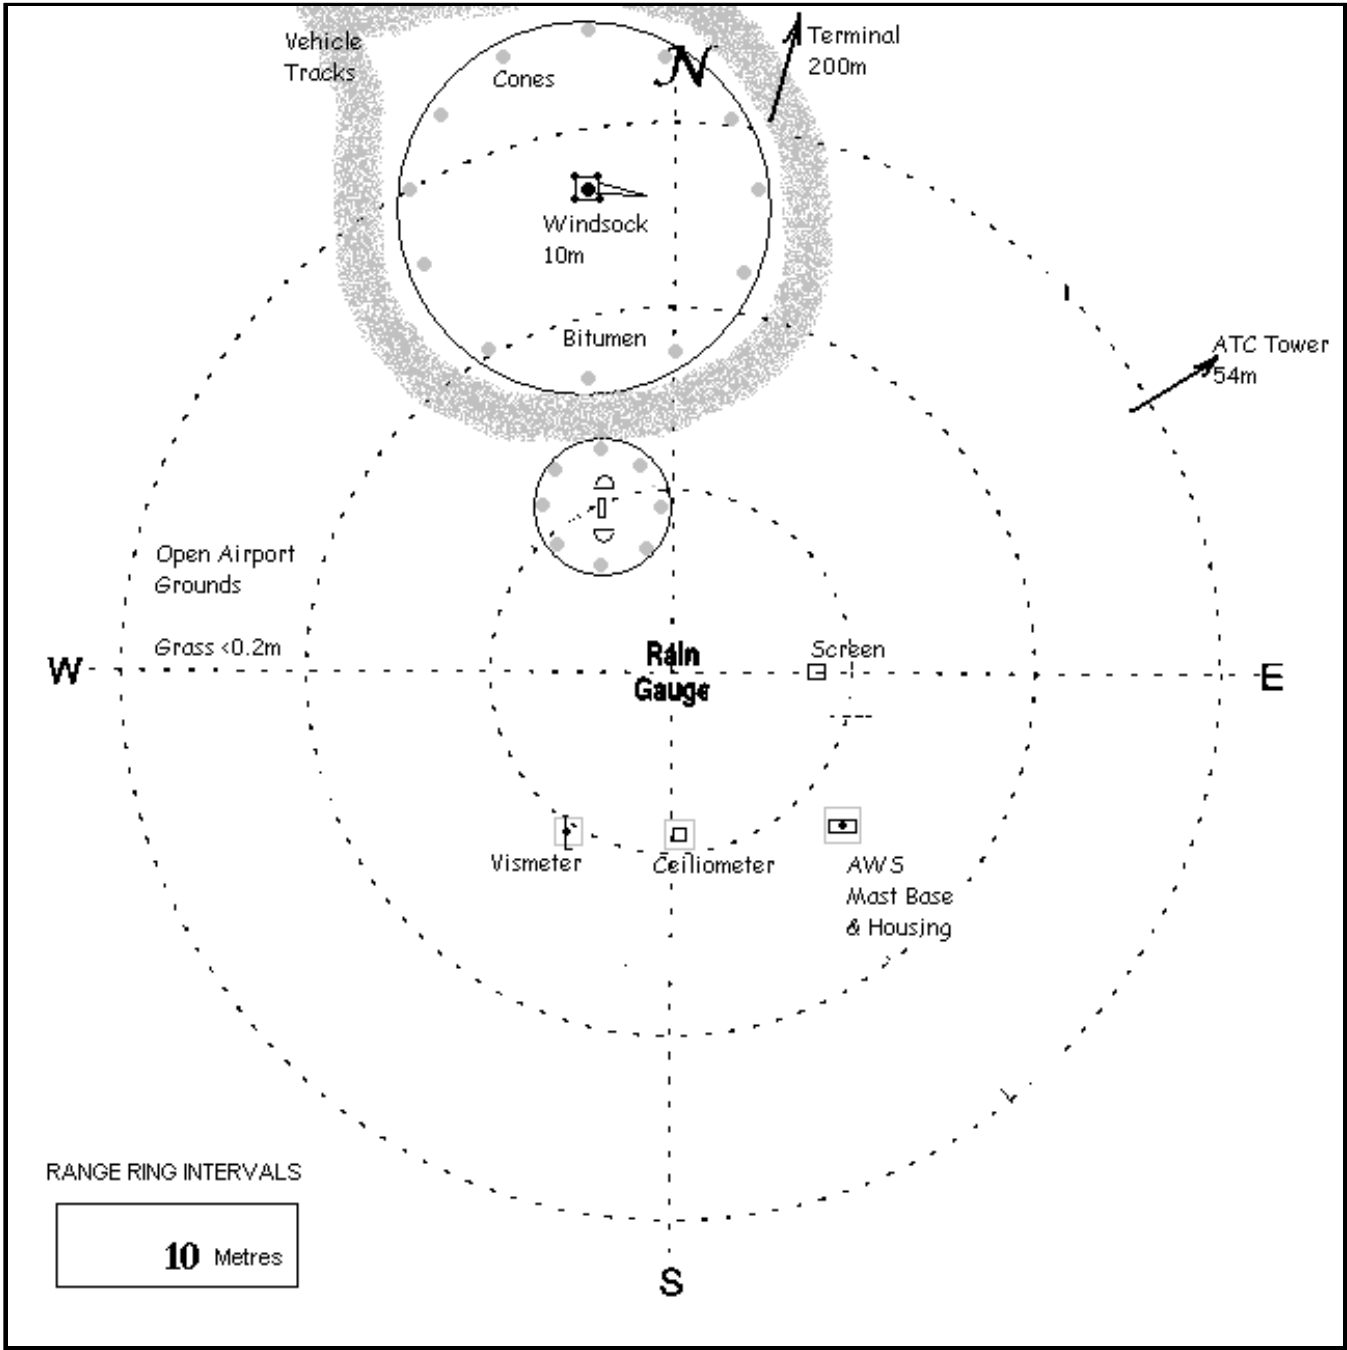 Vehicle
Tracks
Cones
N
Terminal
200m
Windsock
10m
Bitumen
ATC Tower
54m
Open Airport
Grounds
Grass <0.2m
W
Rain
Gauge
Screen
E
Vismeter
Ceiliometer
AWS
Mast Base
& Housing
RANGE RING INTERVALS
10 Metres
S